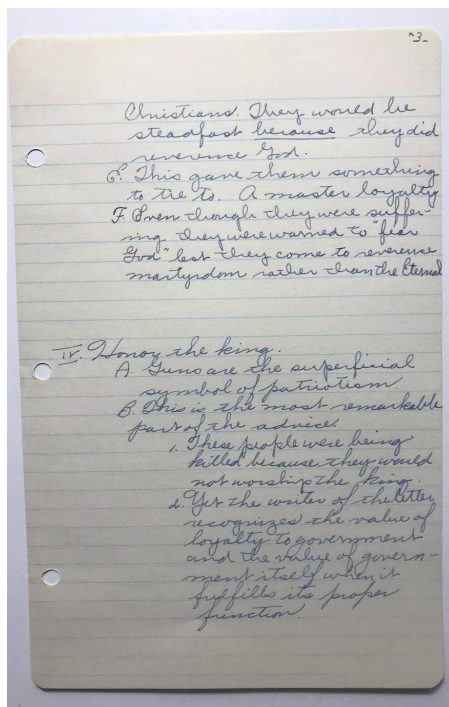 -3-
Christians. They would be
steadfast because they did
reverence God.
E. This gave them something
to tie to. A master loyalty
F. Even though they were suffer-
ing they were warned to "fear
God" lest they come to reverence
martyrdom rather than the Eternal
IV. Honor the king.
A. Guns are the superficial
symbol of patriotism.
B. This is the most remarkable
part of the advice.
1. These people were being
killed because they would
not worship the king.
2. Yet the writer of the letter
recognizes the value of
loyalty to government
and the value of govern-
ment itself when it
fulfills its proper
function.